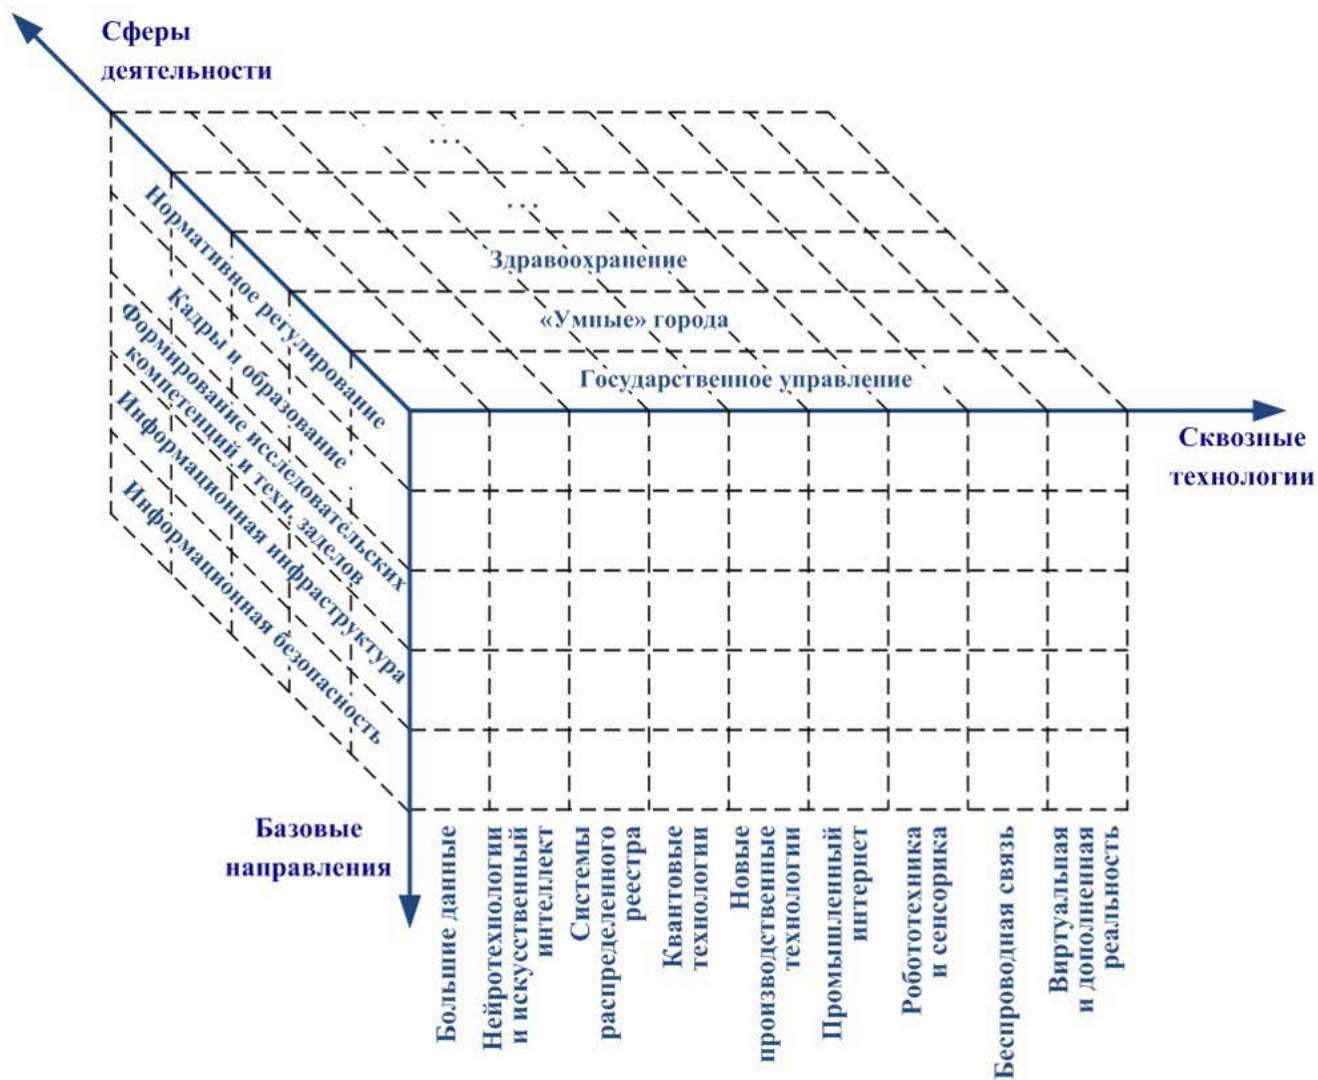 Сферы
деятельности
...
...
Здравоохранение
«Умные» города
Государственное управление
Сквозные
технологии
Нормативное регулирование
Кадры и образование
Формирование исследовательских
компетенций и техн. заделов
Информационная инфраструктура
Информационная безопасность
Базовые
направления
Большие данные
Нейротехнологии
и искусственный
интеллект
Системы
распределенного
реестра
Квантовые
технологии
Новые
производственные
технологии
Промышленный
интернет
Робототехника
и сенсорика
Беспроводная связь
Виртуальная
и дополненная
реальность